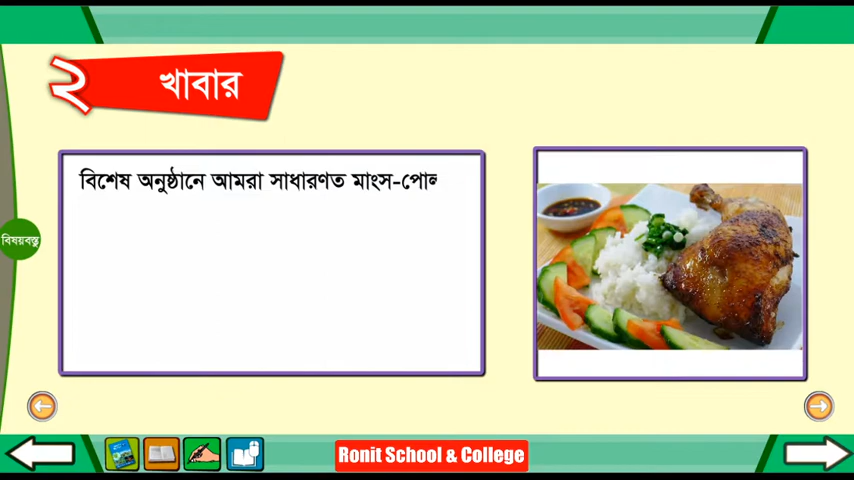 ২ খাবার
বিশেষ অনুষ্ঠানে আমরা সাধারণত মাংস-পোল
বিষয়বস্তু
Ronit School & College